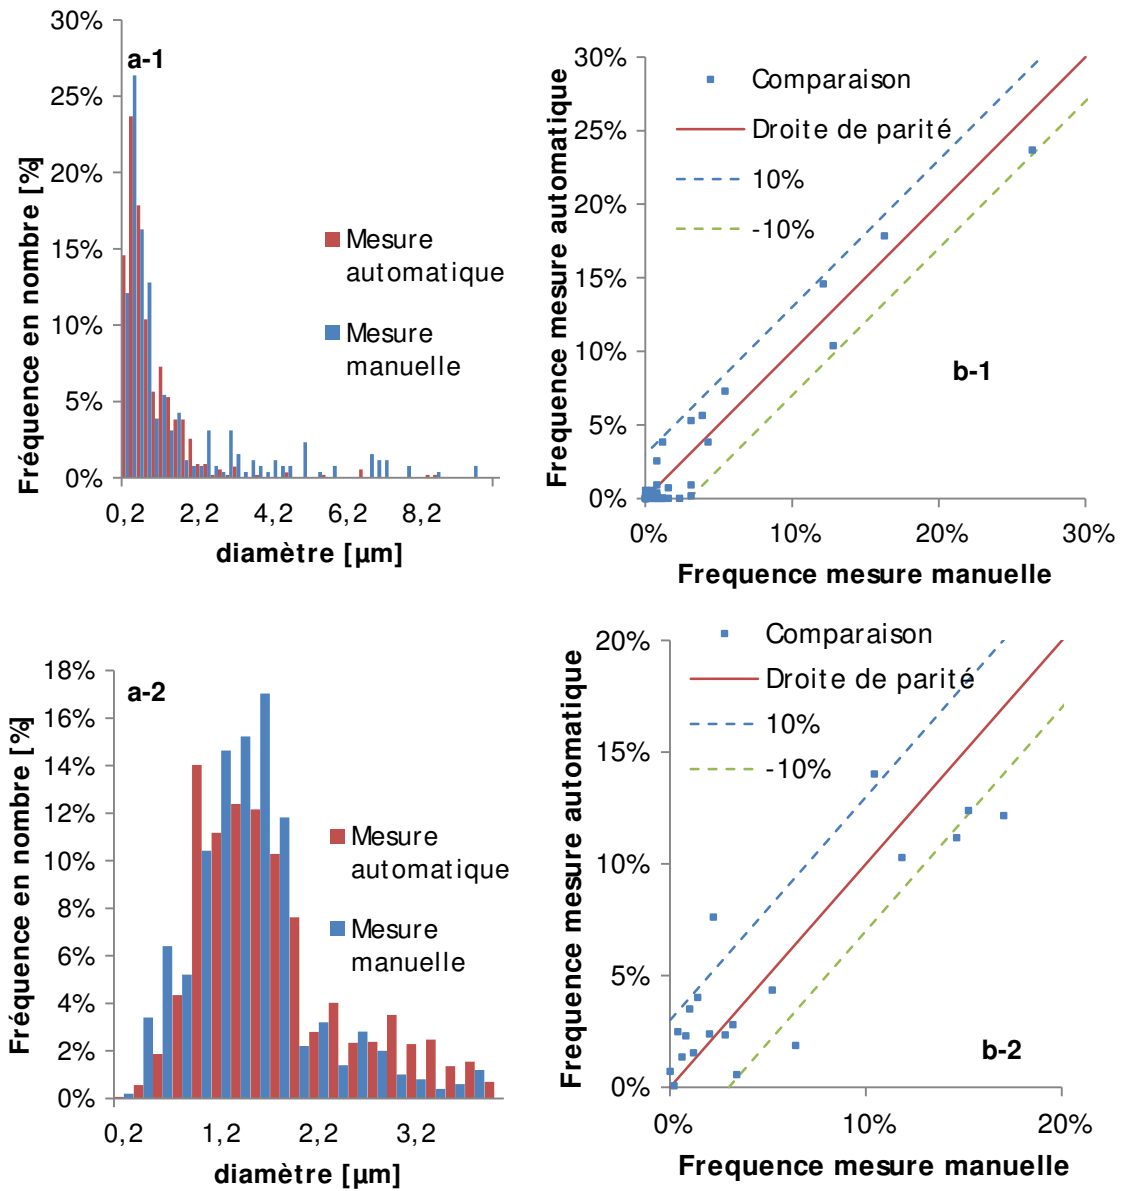 30%
25%
20%
15%
10%
5%
0%
Fréquence en nombre [%]
a-1
Mesure
automatique
Mesure
manuelle
0,2
2,2
4,2
6,2
8,2
diamètre [µm]
30%
25%
20%
15%
10%
5%
0%
Frequence mesure automatique
Comparaison
Droite de parité
10%
-10%
b-1
0%
10%
20%
30%
Frequence mesure manuelle
18%
16%
14%
12%
10%
8%
6%
4%
2%
0%
Fréquence en nombre [%]
a-2
Mesure
automatique
Mesure
manuelle
0,2
1,2
2,2
3,2
diamètre [µm]
20%
15%
10%
5%
0%
Frequence mesure automatique
Comparaison
Droite de parité
10%
-10%
b-2
0%
10%
20%
Frequence mesure manuelle